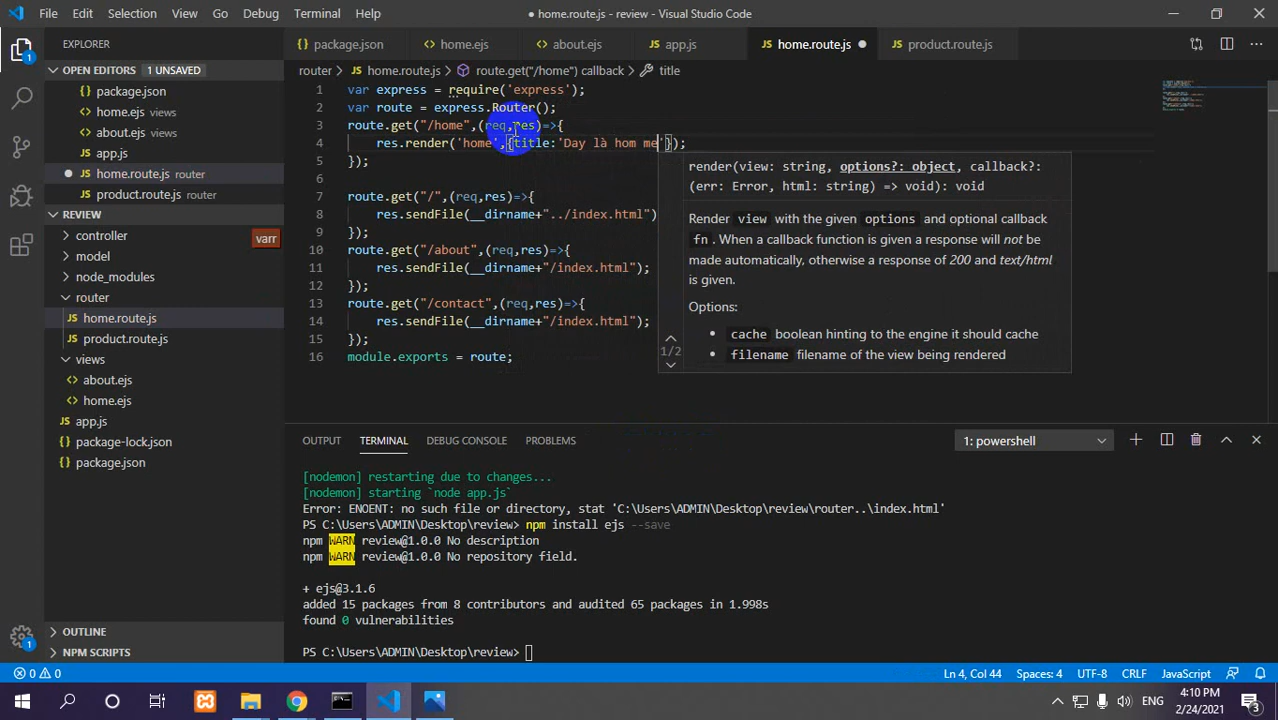 File Edit Selection View Go Debug Terminal Help
● home.route.js - review - Visual Studio Code
EXPLORER
package.json
home.ejs
about.ejs
JS app.js
JS home.route.js ●
JS product.route.js
OPEN EDITORS 1 UNSAVED
package.json
home.ejs views
about.ejs views
JS app.js
● JS home.route.js router
JS product.route.js router
REVIEW
controller
varr
model
node_modules
router
JS home.route.js
JS product.route.js
views
about.ejs
home.ejs
JS app.js
package-lock.json
package.json
OUTLINE
NPM SCRIPTS
router > JS home.route.js > route.get("/home") callback > title
1 var express = require('express');
2 var route = express.Router();
3 route.get("/home",(req,res)=>{
4 res.render('home',{title:'Day là hom me'});
5 });
6
7 route.get("/",(req,res)=>{
8 res.sendFile(__dirname+"../index.html")
9 });
10 route.get("/about",(req,res)=>{
11 res.sendFile(__dirname+"/index.html");
12 });
13 route.get("/contact",(req,res)=>{
14 res.sendFile(__dirname+"/index.html");
15 });
16 module.exports = route;
render(view: string, options?: object, callback?:
(err: Error, html: string) => void): void
Render view with the given options and optional callback
fn. When a callback function is given a response will not be
made automatically, otherwise a response of 200 and text/html
is given.
Options:
• cache boolean hinting to the engine it should cache
• filename filename of the view being rendered
1/2
OUTPUT TERMINAL DEBUG CONSOLE PROBLEMS
1: powershell
[nodemon] restarting due to changes...
[nodemon] starting `node app.js`
Error: ENOENT: no such file or directory, stat 'C:\Users\ADMIN\Desktop\review\router..\index.html'
PS C:\Users\ADMIN\Desktop\review> npm install ejs --save
npm WARN review@1.0.0 No description
npm WARN review@1.0.0 No repository field.
+ ejs@3.1.6
added 15 packages from 8 contributors and audited 65 packages in 1.998s
found 0 vulnerabilities
PS C:\Users\ADMIN\Desktop\review>
0 0
Ln 4, Col 44 Spaces: 4 UTF-8 CRLF JavaScript
ENG
4:10 PM
2/24/2021
3
1
1